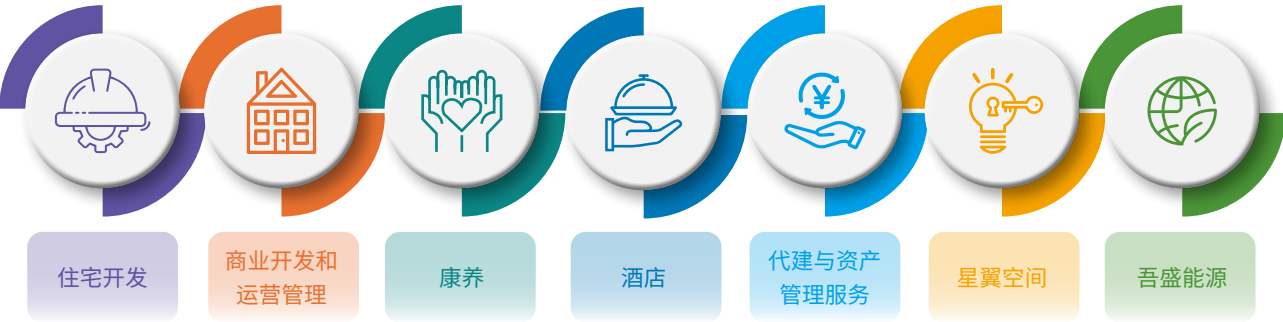 住宅开发
商业开发和
运营管理
康养
酒店
代建与资产
管理服务
星翼空间
吾盛能源